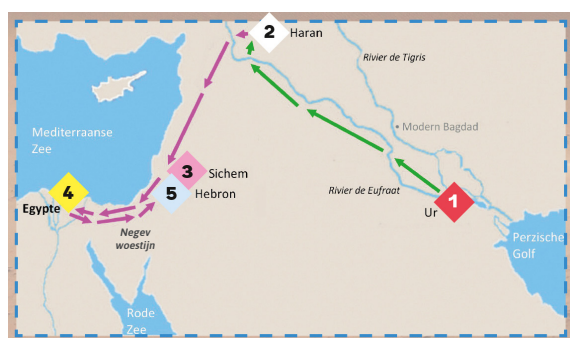 2
Haran
Rivier de Tigris
Mediterraanse
Zee
Modern Bagdad
3
Sichem
4
5
Hebron
Egypte
Rivier de Eufraat
1
Ur
Negev
woestijn
Perzische
Golf
Rode
Zee